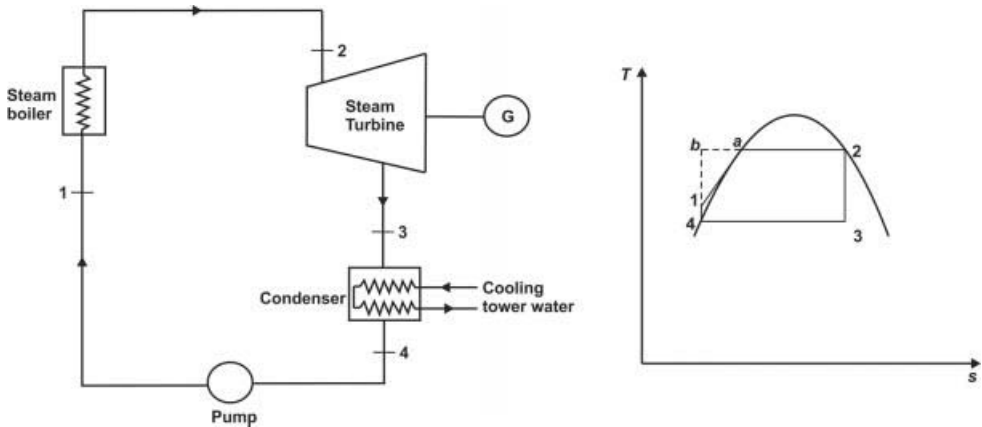 2
Steam
boiler
Steam
Turbine
G
1
3
Condenser
Cooling
tower water
4
Pump
T
b
a
2
1
4
3
s